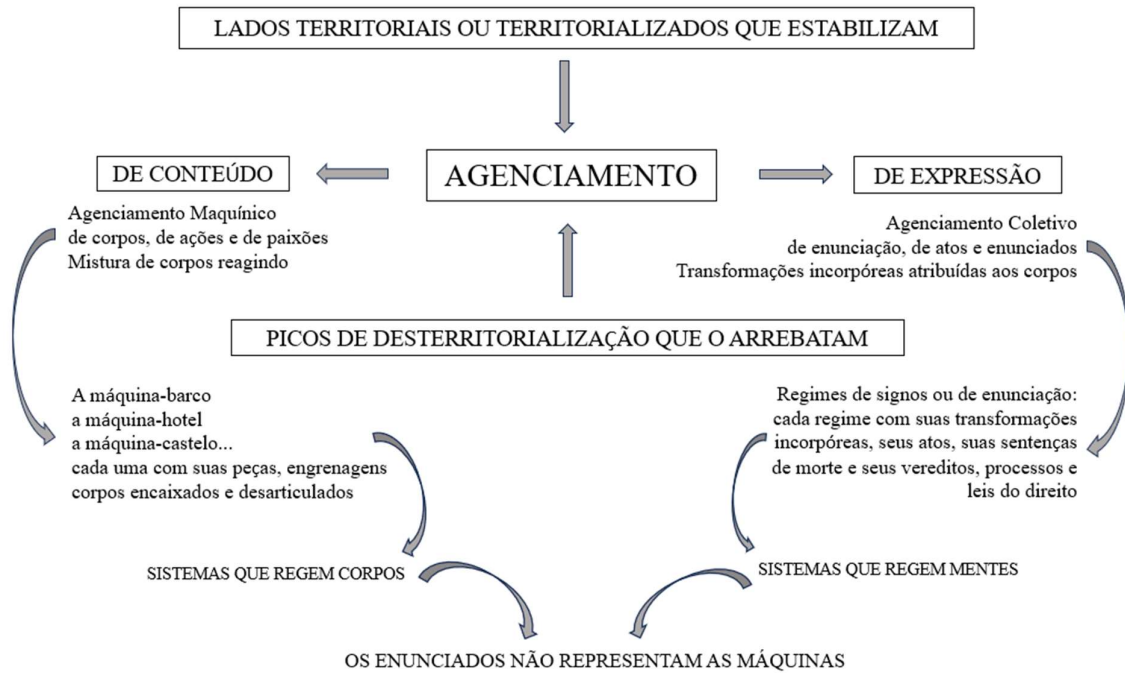 LADOS TERRITORIAIS OU TERRITORIALIZADOS QUE ESTABILIZAM
DE CONTEÚDO
AGENCIAMENTO
DE EXPRESSÃO
Agenciamento Maquínico
de corpos, de ações e de paixões
Mistura de corpos reagindo
Agenciamento Coletivo
de enunciação, de atos e enunciados
Transformações incorpóreas atribuídas aos corpos
PICOS DE DESTERRITORIALIZAÇÃO QUE O ARREBATAM
A máquina-barco
a máquina-hotel
a máquina-castelo...
cada uma com suas peças, engrenagens
corpos encaixados e desarticulados
Regimes de signos ou de enunciação:
cada regime com suas transformações
incorpóreas, seus atos, suas sentenças
de morte e seus vereditos, processos e
leis do direito
SISTEMAS QUE REGEM CORPOS
SISTEMAS QUE REGEM MENTES
OS ENUNCIADOS NÃO REPRESENTAM AS MÁQUINAS